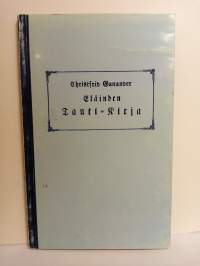 Christfrid Ganander
Eläinden
Tauti-Kirja